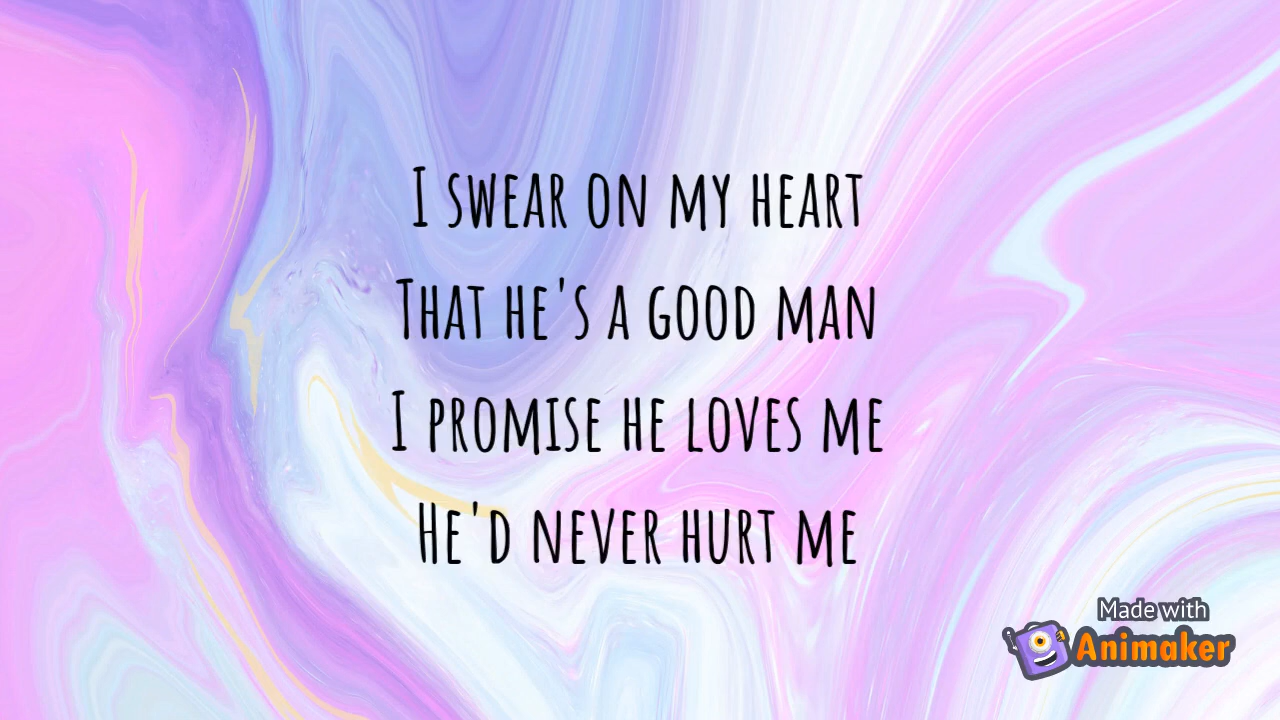 I swear on my heart
That he's a good man
I promise he loves me
He'd never hurt me
Made with
Animaker